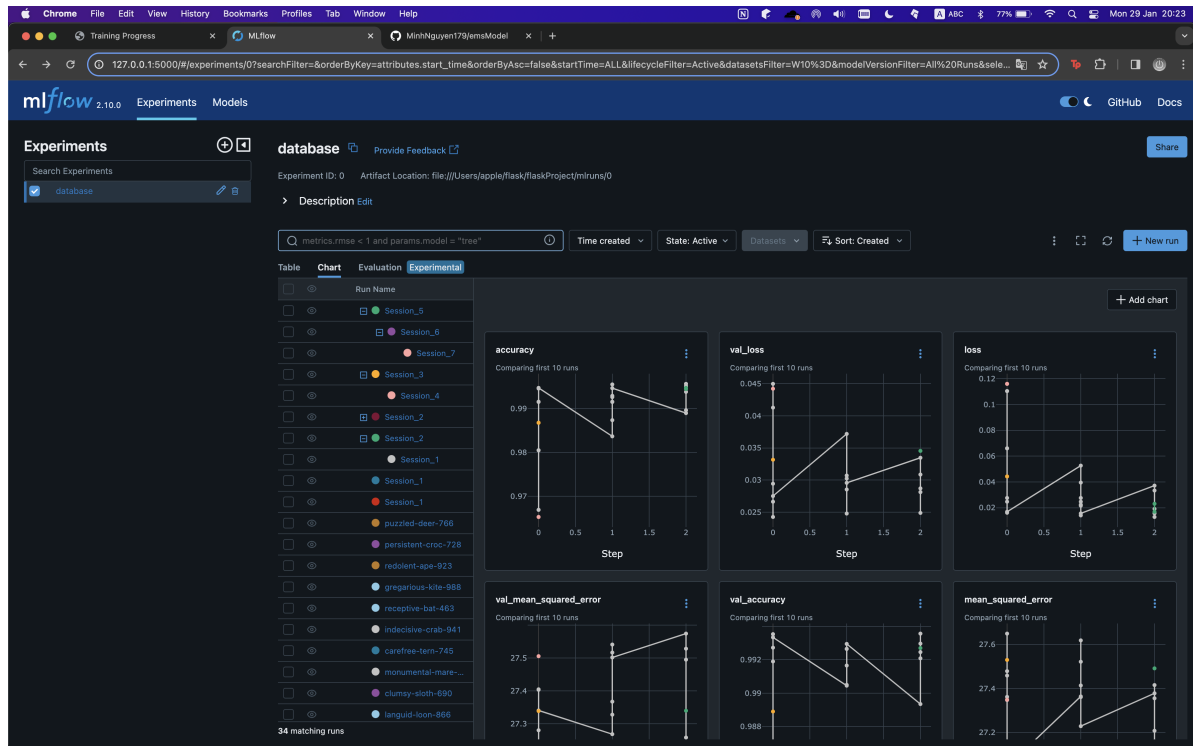 Chrome File Edit View History Bookmarks Profiles Tab Window Help ABC 77% Mon 29 Jan 20:23
Training Progress MLflow MinhNguyen179/emsModel
127.0.0.1:5000/#/experiments/0?searchFilter=&orderByKey=attributes.start_time&orderByAsc=false&startTime=ALL&lifecycleFilter=Active&datasetsFilter=W10%3D&modelVersionFilter=All%20Runs&sele...
mlflow 2.10.0 Experiments Models GitHub Docs
Experiments
Search Experiments
database
database Provide Feedback Share
Experiment ID: 0 Artifact Location: file:///Users/apple/flask/flaskProject/mlruns/0
Description Edit
metrics.rmse < 1 and params.model = "tree" Time created State: Active Datasets Sort: Created + New run
Table Chart Evaluation Experimental
Run Name
+ Add chart
Session_5
Session_6
Session_7
Session_3
Session_4
Session_2
Session_2
Session_1
Session_1
Session_1
puzzled-deer-766
persistent-croc-728
redolent-ape-923
gregarious-kite-988
receptive-bat-463
indecisive-crab-941
carefree-tern-745
monumental-mare-...
clumsy-sloth-690
languid-loon-866
34 matching runs
accuracy
Comparing first 10 runs
0.99
0.98
0.97
0 0.5 1 1.5 2
Step
val_loss
Comparing first 10 runs
0.045
0.04
0.035
0.03
0.025
0 0.5 1 1.5 2
Step
loss
Comparing first 10 runs
0.12
0.1
0.08
0.06
0.04
0.02
0 0.5 1 1.5 2
Step
val_mean_squared_error
Comparing first 10 runs
27.5
27.4
27.3
val_accuracy
Comparing first 10 runs
0.992
0.99
0.988
mean_squared_error
Comparing first 10 runs
27.6
27.4
27.2